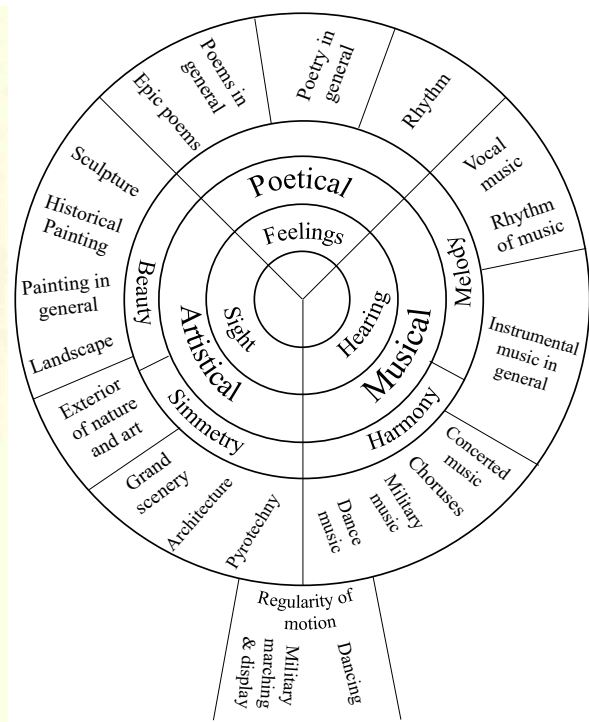 Poems in
general
Epic poems
Poetry in
general
Rhythm
Sculpture
Historical
Painting
Painting in
general
Landscape
Vocal
music
Rhythm
of music
Instrumental
music in
general
Poetical
Feelings
Beauty
Artistical
Sight
Hearing
Musical
Melody
Simmetry
Harmony
Exterior
of nature
and art
Grand
scenery
Architecture
Pyrotechny
Concerted
music
Choruses
Military
music
Dance
music
Regularity of
motion
Military
marching
& display
Dancing